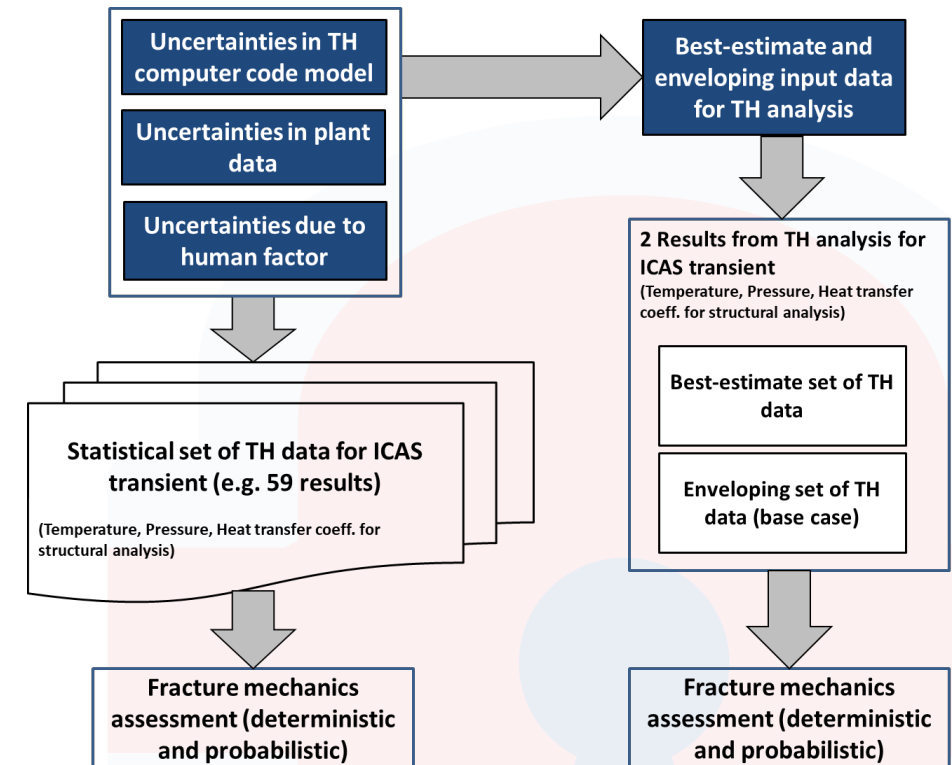 Uncertainties in TH
computer code model
Uncertainties in plant
data
Uncertainties due to
human factor
Best-estimate and
enveloping input data
for TH analysis
2 Results from TH analysis for
ICAS transient
(Temperature, Pressure, Heat transfer
coeff. for structural analysis)
Best-estimate set of TH
data
Enveloping set of TH
data (base case)
Statistical set of TH data for ICAS
transient (e.g. 59 results)
(Temperature, Pressure, Heat transfer coeff. for
structural analysis)
Fracture mechanics
assessment (deterministic
and probabilistic)
Fracture mechanics
assessment (deterministic
and probabilistic)